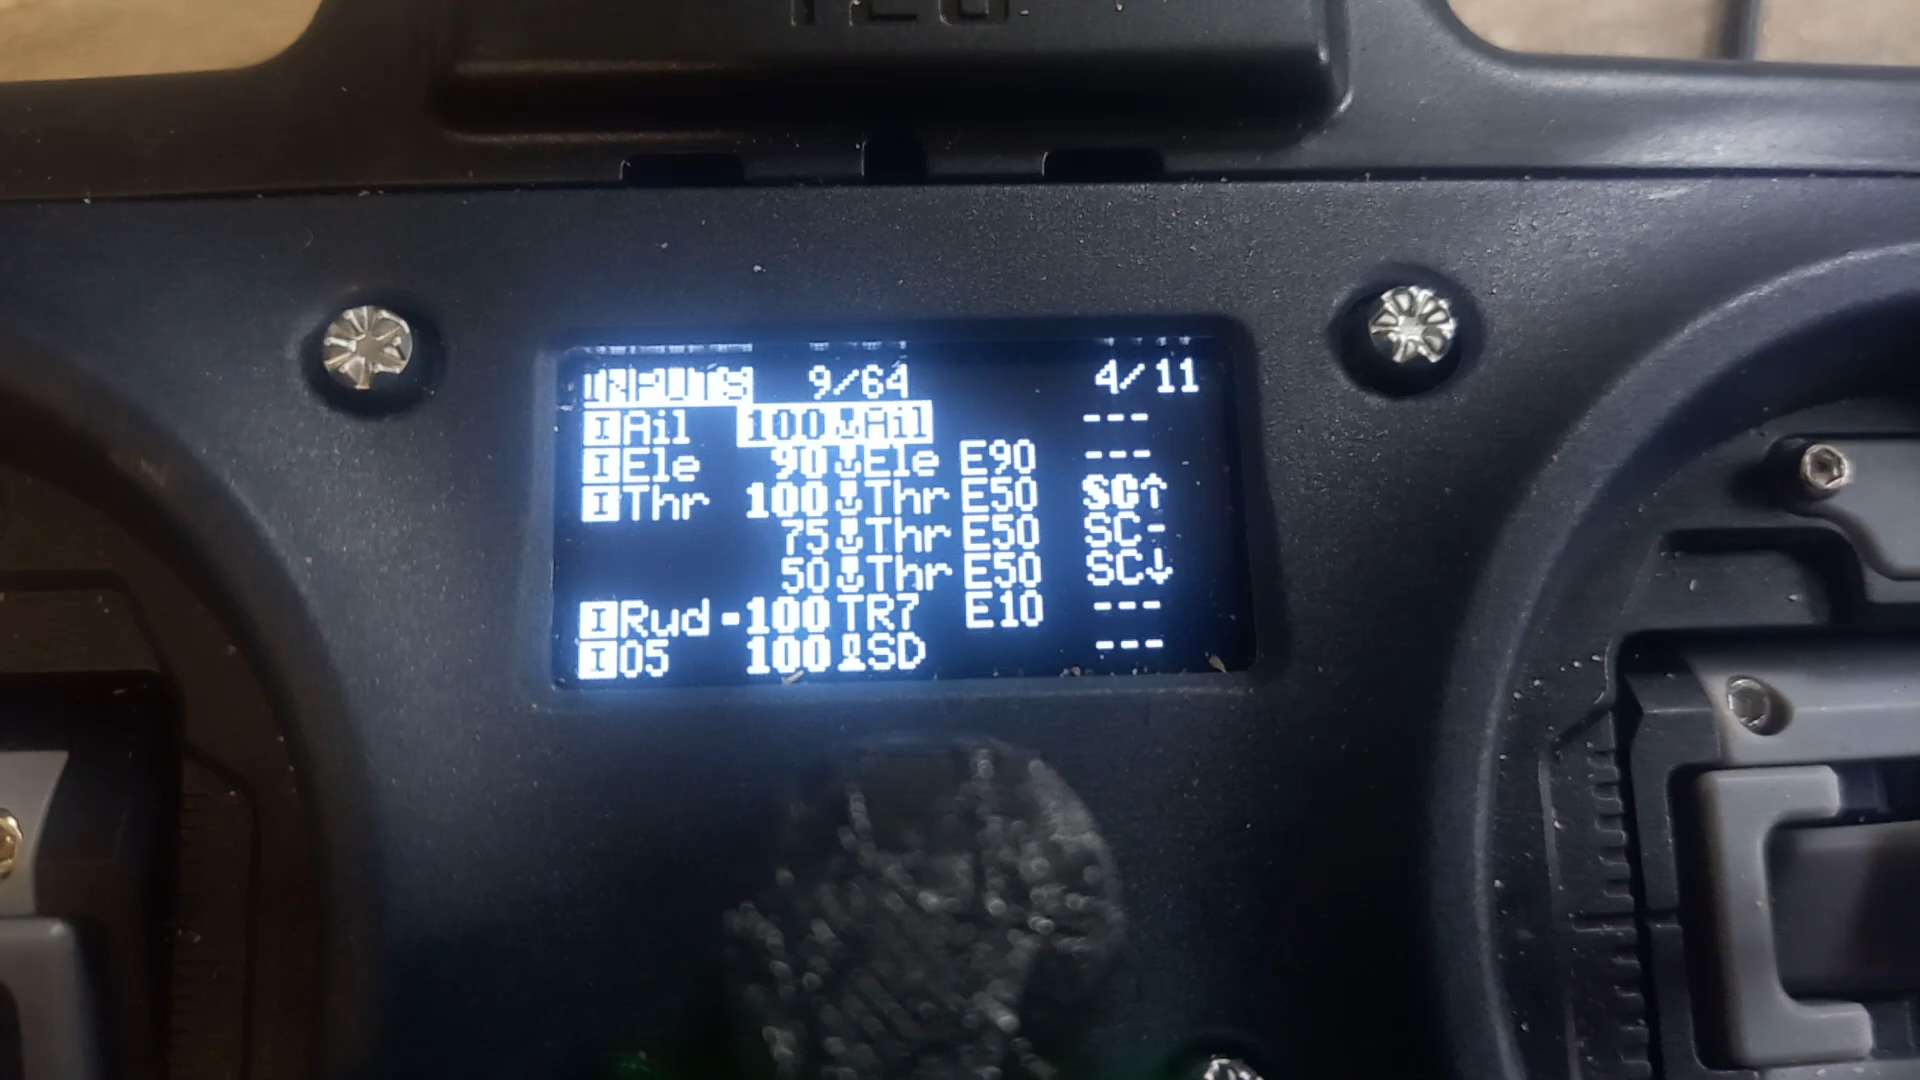 INPUTS 9/64 4/11
I Ail 100 Ail ---
I Ele 90 Ele E90 ---
I Thr 100 Thr E50 SC↑
75 Thr E50 SC-
50 Thr E50 SC↓
I Rud -100 TR7 E10 ---
I 05 100 SD ---